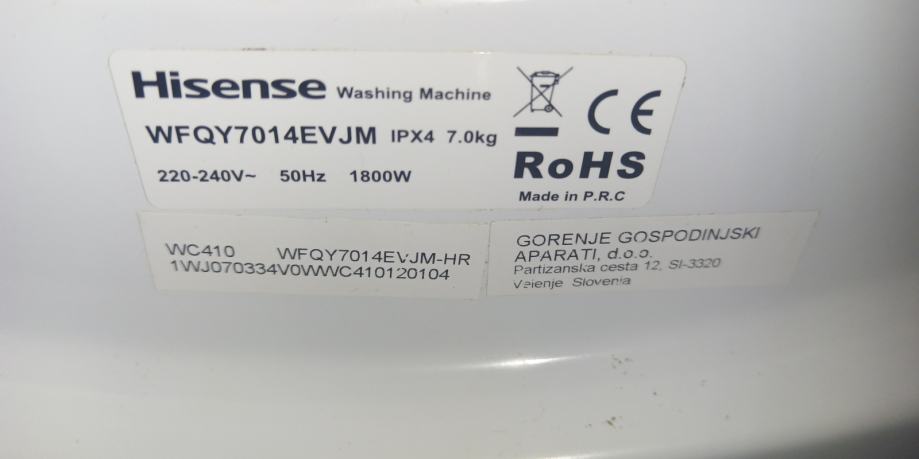 Hisense Washing Machine
WFQY7014EVJM IPX4 7.0kg
220-240V~ 50Hz 1800W
CE
RoHS
Made in P.R.C
WC410 WFQY7014EVJM-HR
1WJ070334V0WWC410120104
GORENJE GOSPODINJSKI
APARATI, d.o.o.
Partizanska cesta 12, SI-3320
Velenje Slovenia